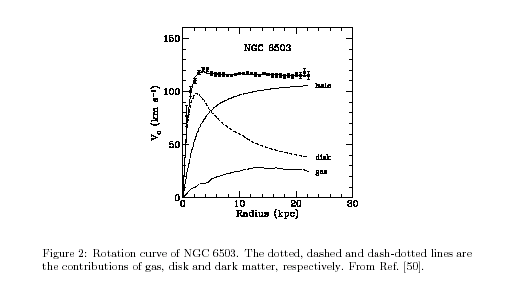 150
NGC 6503
100
halo
V_c (km s^-1)
50
disk
gas
0
0 10 20 30
Radius (kpc)
Figure 2: Rotation curve of NGC 6503. The dotted, dashed and dash-dotted lines are
the contributions of gas, disk and dark matter, respectively. From Ref. [50].